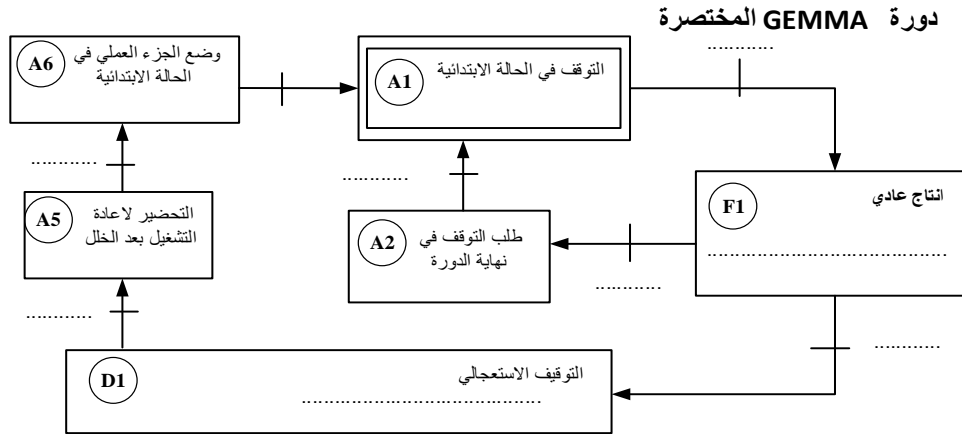 دورة GEMMA المختصرة
............
A1
التوقف في الحالة الابتدائية
A6
وضع الجزء العملي في
الحالة الابتدائية
............
............
A5
التحضير لاعادة
التشغيل بعد الخلل
F1
انتاج عادي
..........................................
A2
طلب التوقف في
نهاية الدورة
............
............
............
D1
التوقيف الاستعجالي
..........................................